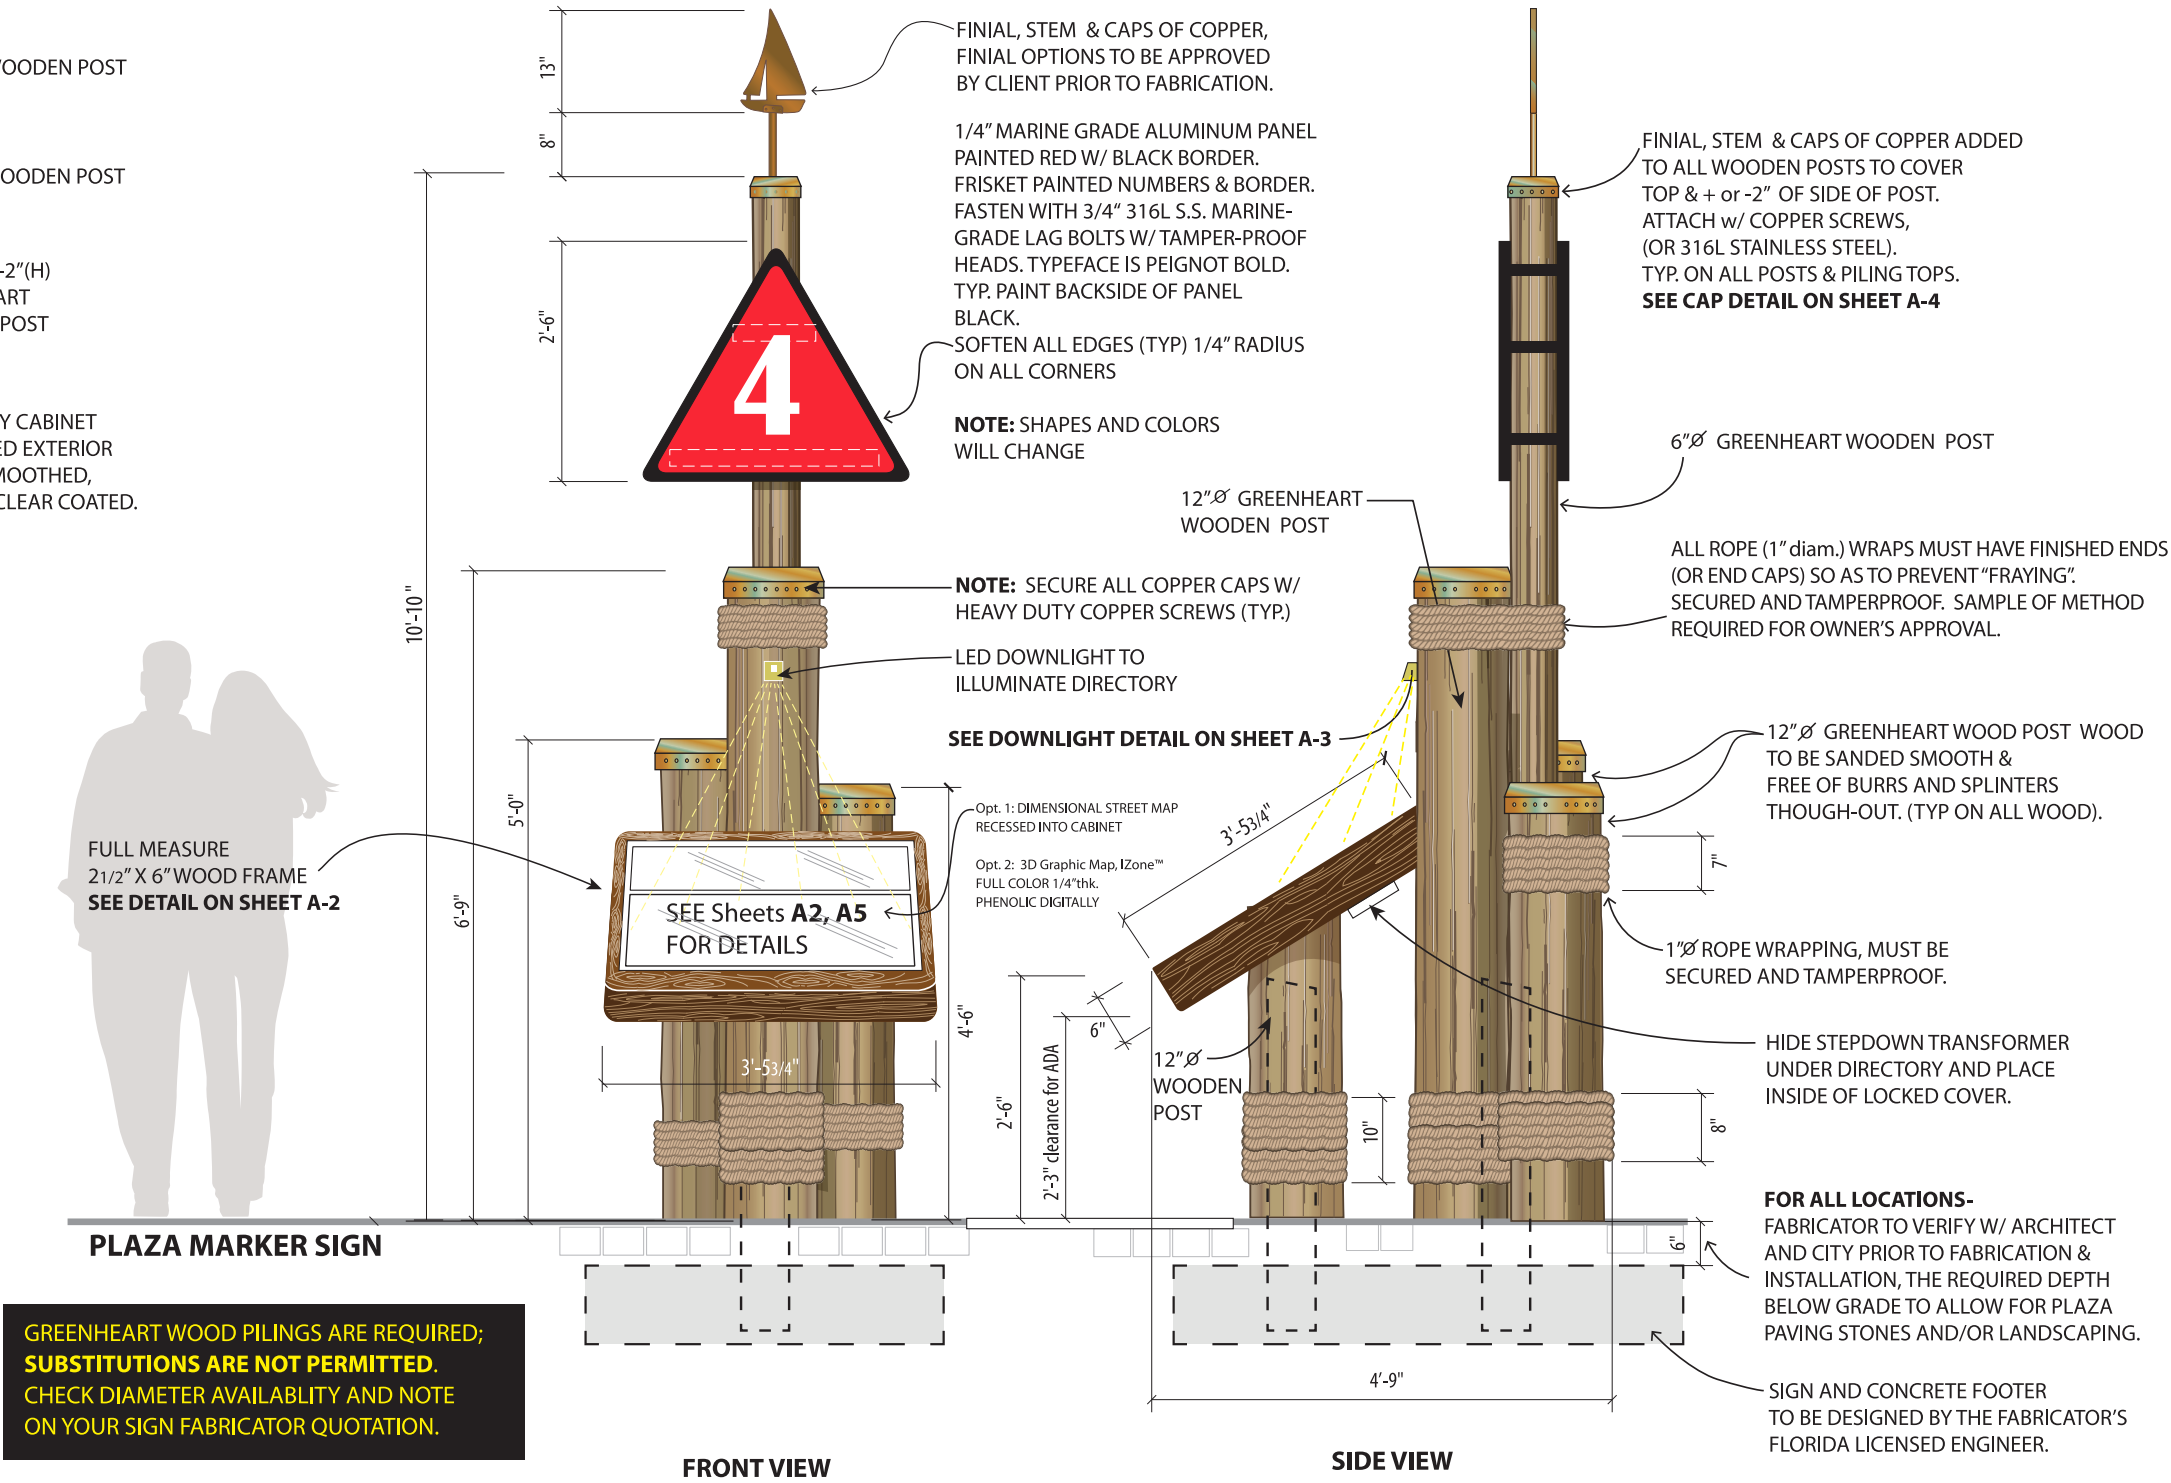 WOODEN POST
WOODEN POST
-2"(H)
ART
POST
Y CABINET
ED EXTERIOR
MOOTHED,
CLEAR COATED.
13"
8"
2'-6"
10'-10"
6'-9"
5'-0"
4'-6"
FINIAL, STEM & CAPS OF COPPER,
FINIAL OPTIONS TO BE APPROVED
BY CLIENT PRIOR TO FABRICATION.
1/4" MARINE GRADE ALUMINUM PANEL
PAINTED RED W/ BLACK BORDER.
FRISKET PAINTED NUMBERS & BORDER.
FASTEN WITH 3/4" 316L S.S. MARINE-
GRADE LAG BOLTS W/ TAMPER-PROOF
HEADS. TYPEFACE IS PEIGNOT BOLD.
TYP. PAINT BACKSIDE OF PANEL
BLACK.
SOFTEN ALL EDGES (TYP) 1/4" RADIUS
ON ALL CORNERS
NOTE: SHAPES AND COLORS
WILL CHANGE
4
NOTE: SECURE ALL COPPER CAPS W/
HEAVY DUTY COPPER SCREWS (TYP.)
LED DOWNLIGHT TO
ILLUMINATE DIRECTORY
SEE DOWNLIGHT DETAIL ON SHEET A-3
Opt. 1: DIMENSIONAL STREET MAP
RECESSED INTO CABINET
Opt. 2: 3D Graphic Map, IZone™
FULL COLOR 1/4"thk.
PHENOLIC DIGITALLY
FULL MEASURE
2 1/2" X 6" WOOD FRAME
SEE DETAIL ON SHEET A-2
SEE Sheets A2, A5
FOR DETAILS
3'-5 3/4"
PLAZA MARKER SIGN
GREENHEART WOOD PILINGS ARE REQUIRED;
SUBSTITUTIONS ARE NOT PERMITTED.
CHECK DIAMETER AVAILABLITY AND NOTE
ON YOUR SIGN FABRICATOR QUOTATION.
FRONT VIEW
FINIAL, STEM & CAPS OF COPPER ADDED
TO ALL WOODEN POSTS TO COVER
TOP & + or -2" OF SIDE OF POST.
ATTACH w/ COPPER SCREWS,
(OR 316L STAINLESS STEEL).
TYP. ON ALL POSTS & PILING TOPS.
SEE CAP DETAIL ON SHEET A-4
6"Ø GREENHEART WOODEN POST
12"Ø GREENHEART
WOODEN POST
ALL ROPE (1" diam.) WRAPS MUST HAVE FINISHED ENDS
(OR END CAPS) SO AS TO PREVENT "FRAYING".
SECURED AND TAMPERPROOF. SAMPLE OF METHOD
REQUIRED FOR OWNER'S APPROVAL.
12"Ø GREENHEART WOOD POST WOOD
TO BE SANDED SMOOTH &
FREE OF BURRS AND SPLINTERS
THOUGH-OUT. (TYP ON ALL WOOD).
3'-5 3/4"
7"
1"Ø ROPE WRAPPING, MUST BE
SECURED AND TAMPERPROOF.
2'-6"
2'-3" clearance for ADA
6"
12"Ø
WOODEN
POST
10"
8"
HIDE STEPDOWN TRANSFORMER
UNDER DIRECTORY AND PLACE
INSIDE OF LOCKED COVER.
6"
FOR ALL LOCATIONS-
FABRICATOR TO VERIFY W/ ARCHITECT
AND CITY PRIOR TO FABRICATION &
INSTALLATION, THE REQUIRED DEPTH
BELOW GRADE TO ALLOW FOR PLAZA
PAVING STONES AND/OR LANDSCAPING.
4'-9"
SIGN AND CONCRETE FOOTER
TO BE DESIGNED BY THE FABRICATOR'S
FLORIDA LICENSED ENGINEER.
SIDE VIEW